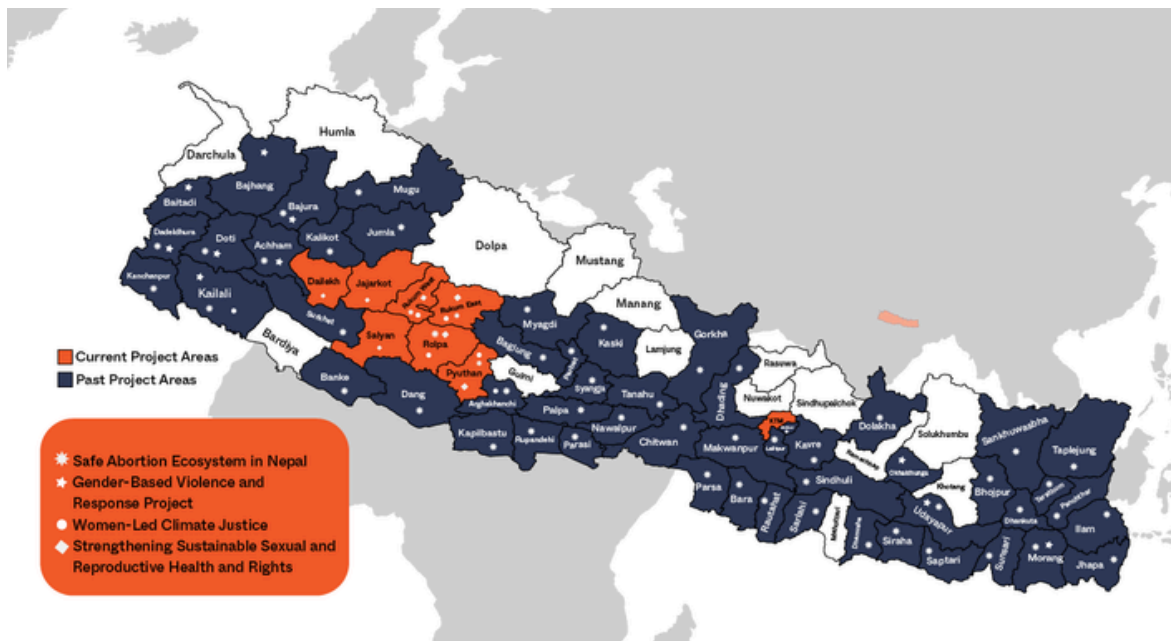 Humla
Darchula
Bajhang
Mugu
Baitadi
Bajura
Dadeldhura
Doti
Achham
Kalikot
Jumla
Dolpa
Mustang
Kanchanpur
Kailali
Dailekh
Jajarkot
Rukum West
Rukum East
Manang
Surkhet
Salyan
Rolpa
Myagdi
Kaski
Lamjung
Gorkha
Bardiya
Baglung
Parbat
Pyuthan
Gulmi
Syangja
Tanahu
Dhading
Rasuwa
Nuwakot
Sindhupalchok
Banke
Dang
Arghakhanchi
Palpa
Nawalpur
Chitwan
KTM
Dolakha
Solukhumbu
Sankhuwasabha
Taplejung
Kapilbastu
Rupandehi
Parasi
Makwanpur
Lalitpur
Kavre
Okhaldhunga
Khotang
Bhojpur
Parsa
Bara
Rautahat
Sarlahi
Sindhuli
Udayapur
Dhankuta
Panchthar
Ilam
Siraha
Saptari
Sunsari
Morang
Jhapa
Current Project Areas
Past Project Areas
Safe Abortion Ecosystem in Nepal
Gender-Based Violence and
Response Project
Women-Led Climate Justice
Strengthening Sustainable Sexual and
Reproductive Health and Rights